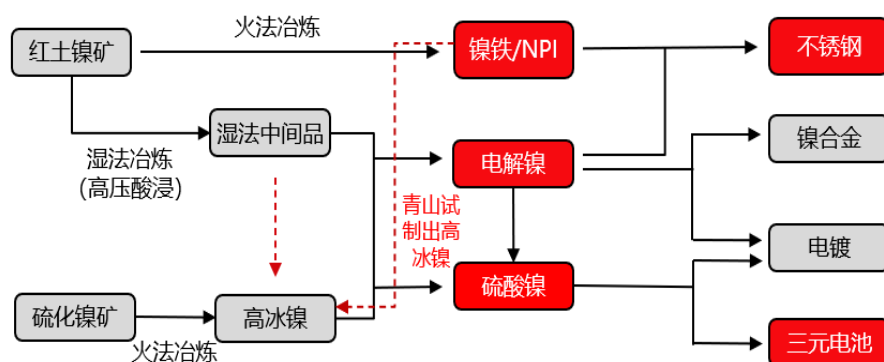 火法冶炼
红土镍矿
镍铁/NPI
不锈钢
湿法中间品
镍合金
湿法冶炼
(高压酸浸)
电解镍
青山试
制出高
冰镍
电镀
硫酸镍
硫化镍矿
高冰镍
火法冶炼
三元电池